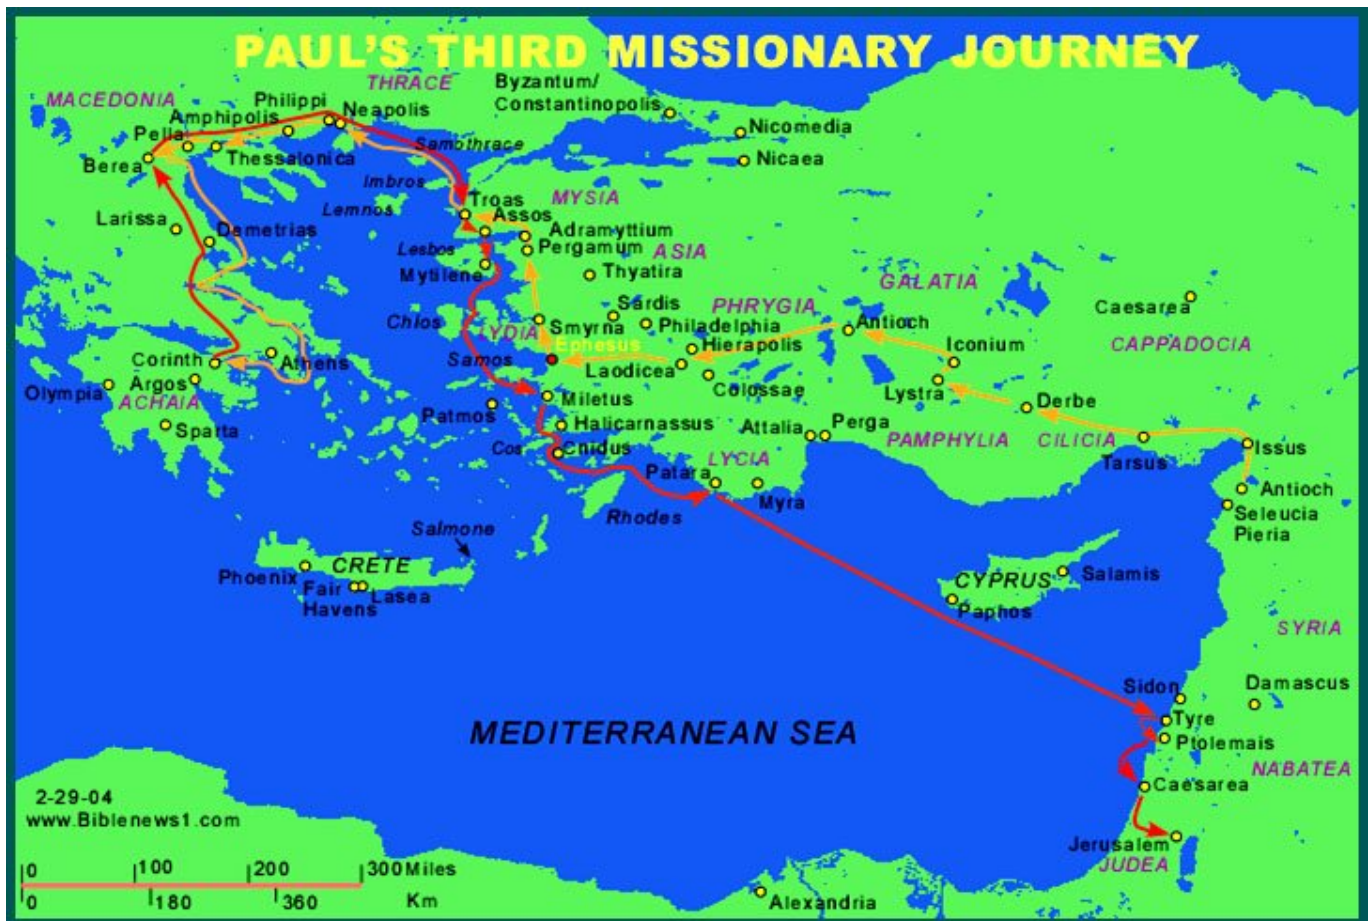 PAUL'S THIRD MISSIONARY JOURNEY
THRACE
Byzantum/
Constantinopolis
MACEDONIA
Philippi
Neapolis
Amphipolis
Pella
Thessalonica
Berea
Samothrace
Nicomedia
Nicaea
Imbros
Troas
MYSIA
Lemnos
Assos
Larissa
Demetrias
Adramyttium
Pergamum
ASIA
Lesbos
Mytilene
Thyatira
GALATIA
Sardis
PHRYGIA
Caesarea
Chios
LYDIA
Smyrna
Philadelphia
Antioch
Ephesus
Hierapolis
Iconium
CAPPADOCIA
Corinth
Athens
Samos
Laodicea
Olympia
Argos
Colossae
Lystra
ACHAIA
Miletus
Derbe
Patmos
Sparta
Halicarnassus
Attalia
Perga
PAMPHYLIA
CILICIA
Cos
Cnidus
LYCIA
Tarsus
Issus
Patara
Myra
Antioch
Rhodes
Seleucia
Pieria
Salmone
CRETE
Phoenix
Fair
Havens
Lasea
CYPRUS
Salamis
Paphos
SYRIA
Sidon
Damascus
Tyre
MEDITERRANEAN SEA
Ptolemais
NABATEA
Caesarea
2-29-04
www.Biblenews1.com
Jerusalem
JUDEA
0 100 200 300 Miles
0 180 360 Km
Alexandria